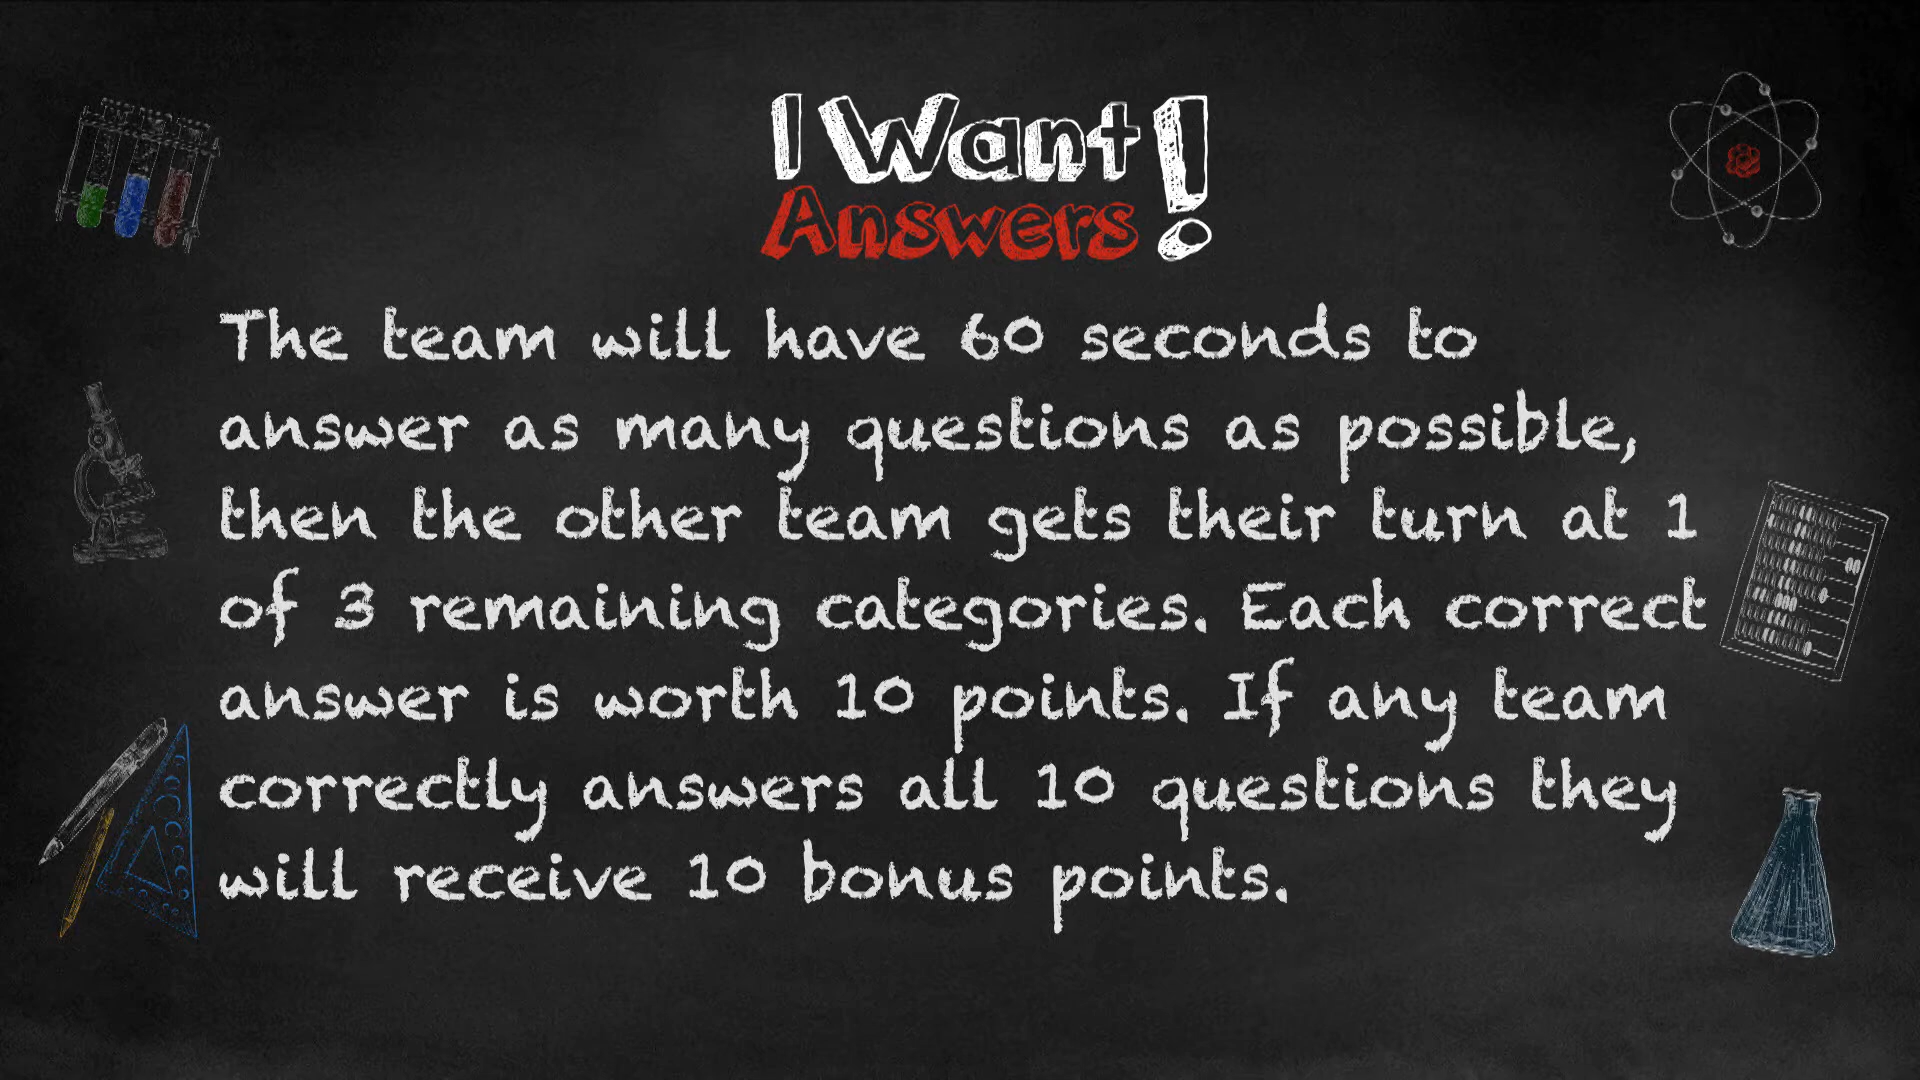 I Want!
Answers
The team will have 60 seconds to
answer as many questions as possible,
then the other team gets their turn at 1
of 3 remaining categories. Each correct
answer is worth 10 points. If any team
correctly answers all 10 questions they
will receive 10 bonus points.